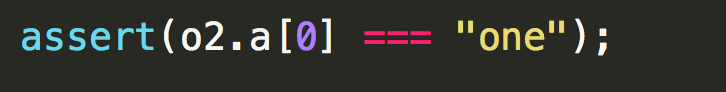 assert(o2.a[0] === "one");